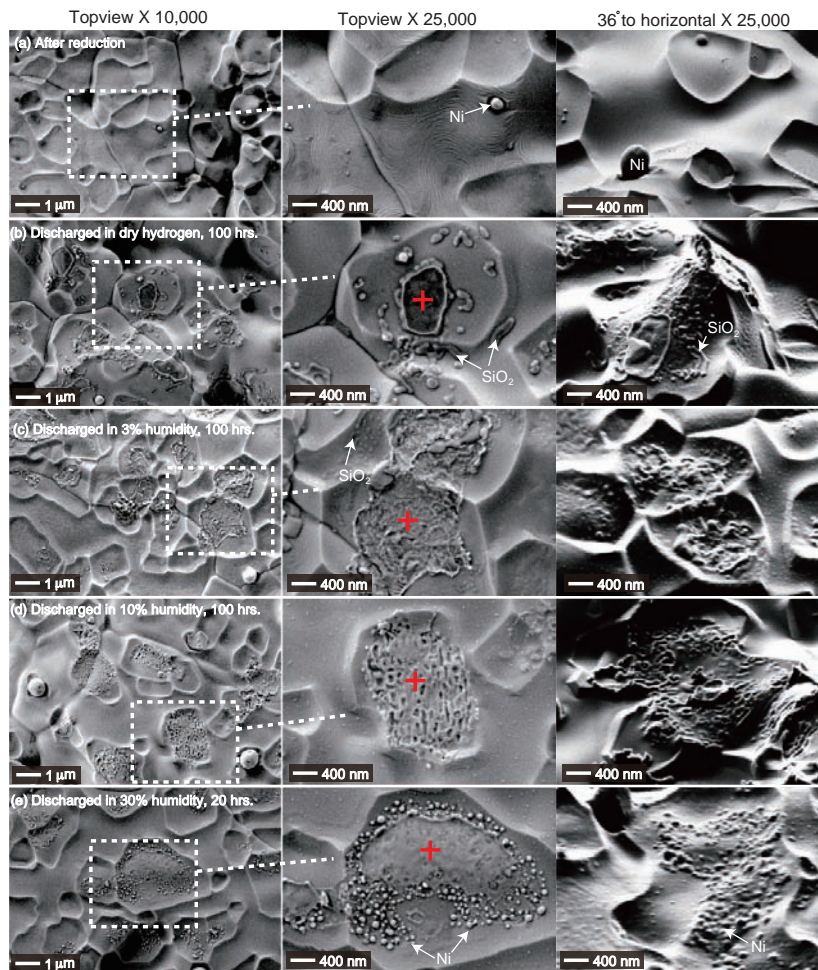 Topview X 10,000
Topview X 25,000
36° to horizontal X 25,000
(a) After reduction
Ni
Ni
1 μm
400 nm
400 nm
(b) Discharged in dry hydrogen, 100 hrs.
SiO₂
SiO₂
1 μm
400 nm
400 nm
(c) Discharged in 3% humidity, 100 hrs.
SiO₂
1 μm
400 nm
400 nm
(d) Discharged in 10% humidity, 100 hrs.
1 μm
400 nm
400 nm
(e) Discharged in 30% humidity, 20 hrs.
Ni
Ni
1 μm
400 nm
400 nm